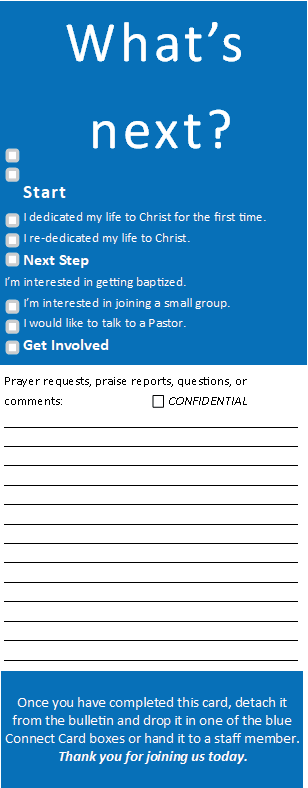 What’s
next?
Start
I dedicated my life to Christ for the first time.
I re-dedicated my life to Christ.
Next Step
I’m interested in getting baptized.
I’m interested in joining a small group.
I would like to talk to a Pastor.
Get Involved
Prayer requests, praise reports, questions, or
comments: CONFIDENTIAL
Once you have completed this card, detach it
from the bulletin and drop it in one of the blue
Connect Card boxes or hand it to a staff member.
Thank you for joining us today.